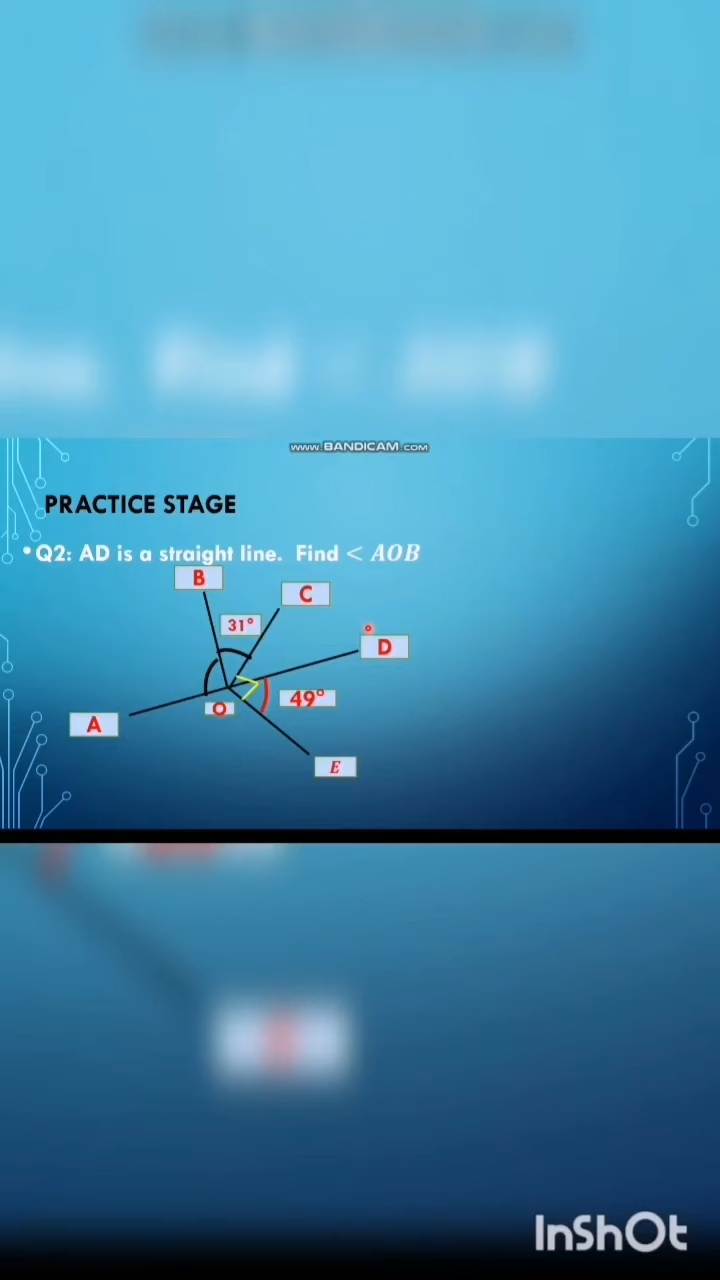 www.BANDICAM.COM
PRACTICE STAGE
•Q2: AD is a straight line. Find < AOB
B
C
31°
D
49°
O
A
E
InShOt